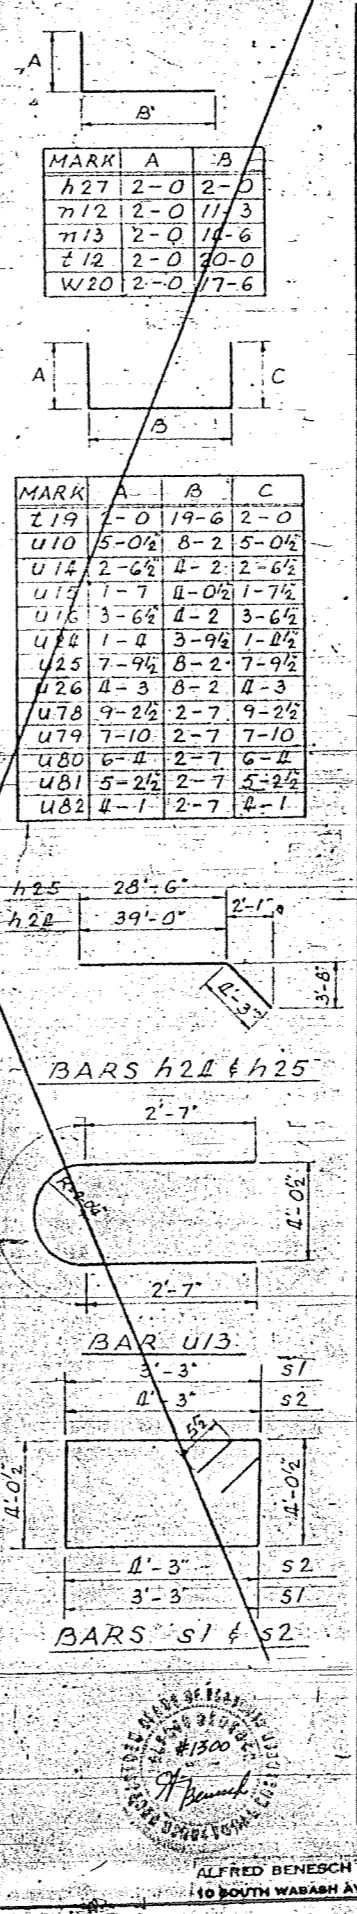 A
B
MARK A B
h27 2-0 2-0
n12 2-0 11-3
n13 2-0 14-6
t12 2-0 20-0
W20 2-0 17-6
A C
B
MARK A B C
t19 2-0 19-6 2-0
u10 5-0½ 8-2 5-0½
u14 2-6½ 4-2 2-6½
u15 1-7 4-0½ 1-7½
u16 3-6½ 4-2 3-6½
u24 1-4 3-9½ 1-4½
u25 7-9½ 8-2 7-9½
u26 4-3 8-2 4-3
u78 9-2½ 2-7 9-2½
u79 7-10 2-7 7-10
u80 6-4 2-7 6-4
u81 5-2½ 2-7 5-2½
u82 4-1 2-7 4-1
h25 28'-6"
2'-1"
h24 39'-0"
4'-3"
3'-8"
BARS h24 & h25
2'-7"
4'-0½"
2'-7"
BAR U13
3'-3" s1
4'-3" s2
5½"
4'-0½" 4'-0½"
4'-3" s2
3'-3" s1
BARS s1 & s2
#1300
ALFRED BENESCH
10 SOUTH WABASH AV